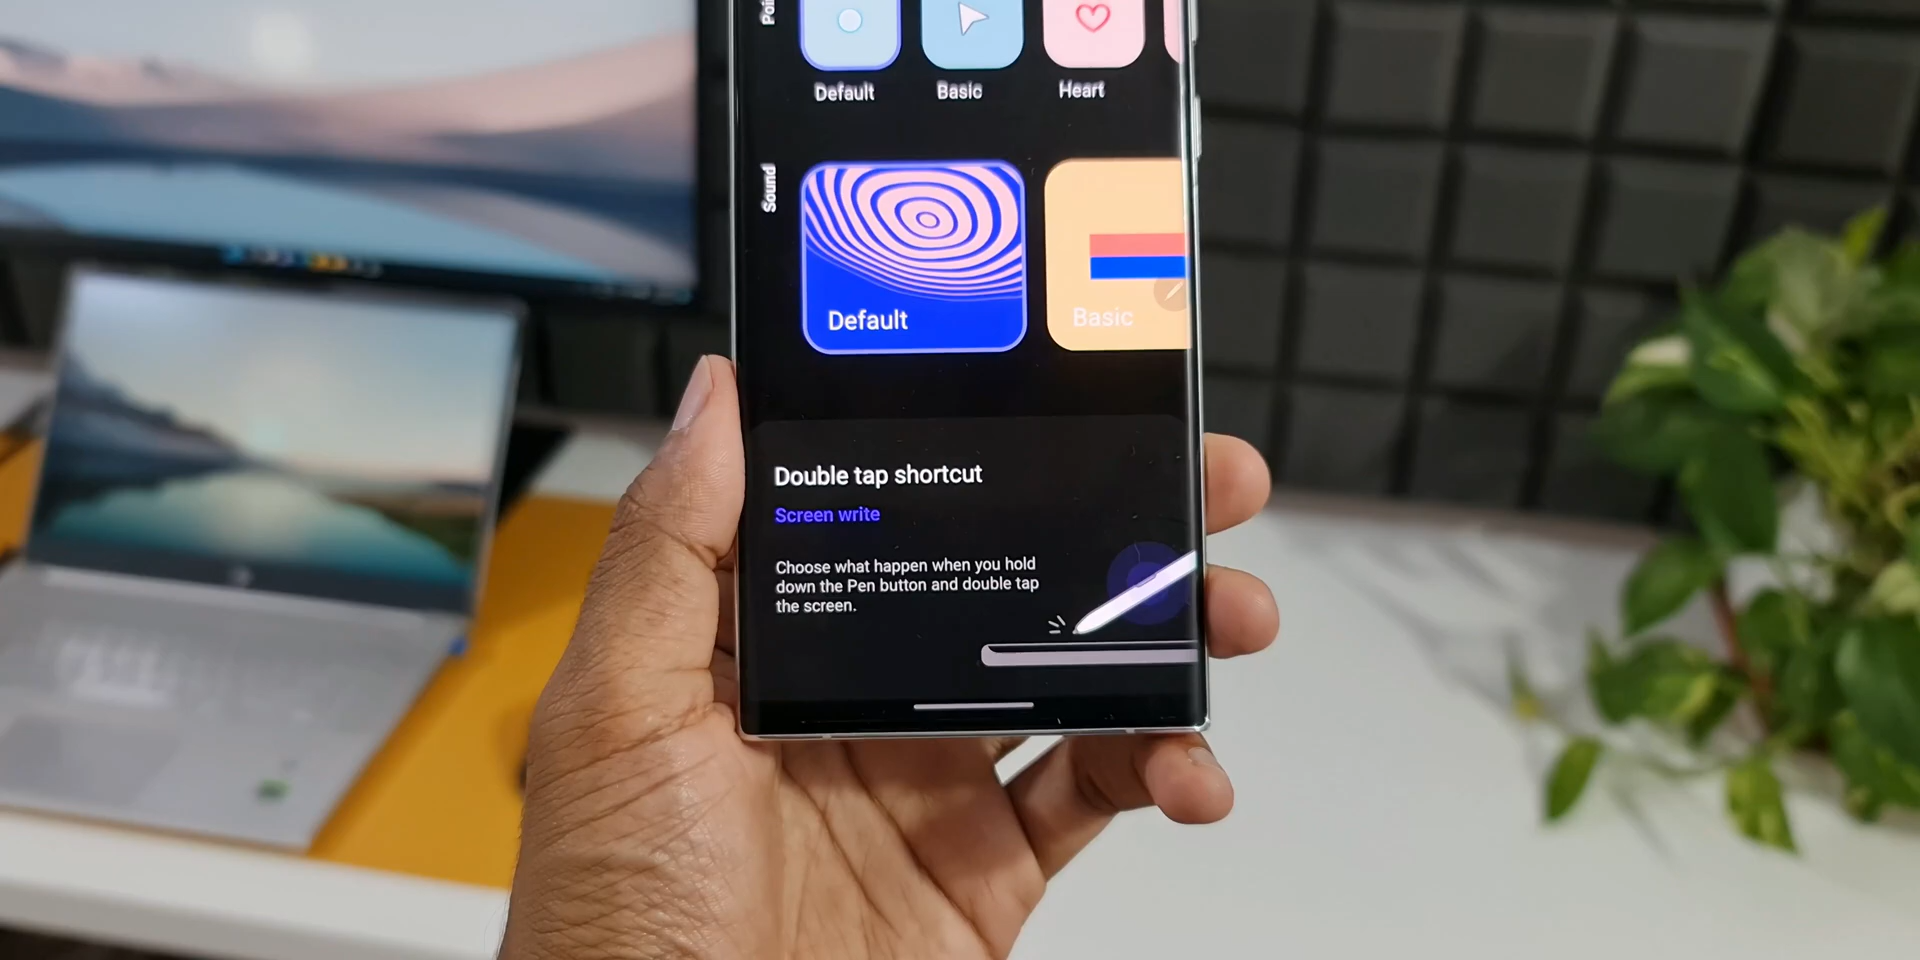 Default
Basic
Heart
Sound
Default
Basic
Double tap shortcut
Screen write
Choose what happen when you hold
down the Pen button and double tap
the screen.